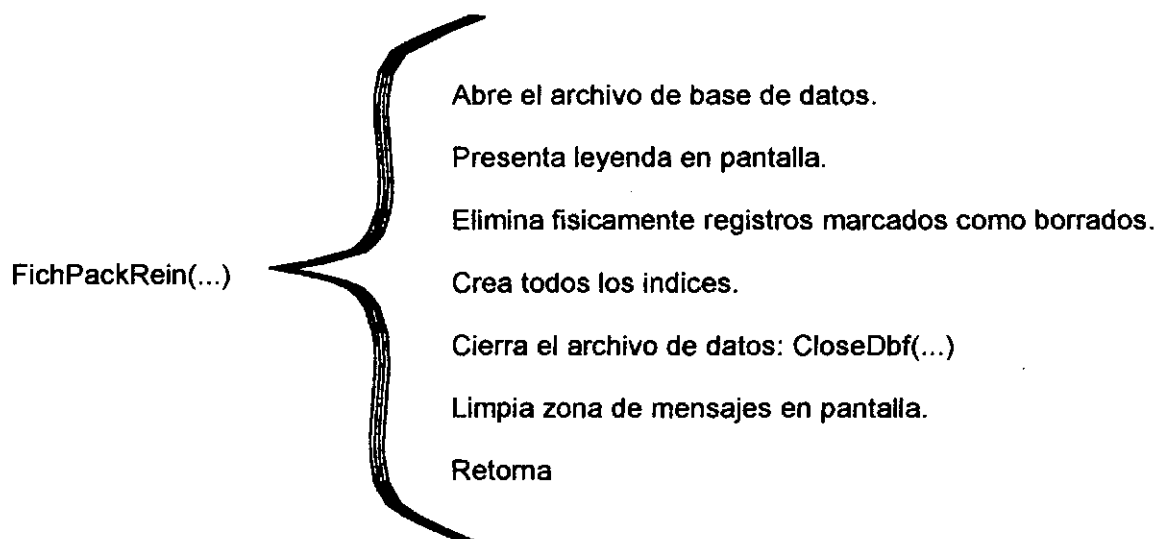 Abre el archivo de base de datos.
Presenta leyenda en pantalla.
Elimina fisicamente registros marcados como borrados.
FichPackRein(...)
Crea todos los indices.
Cierra el archivo de datos: CloseDbf(...)
Limpia zona de mensajes en pantalla.
Retorna